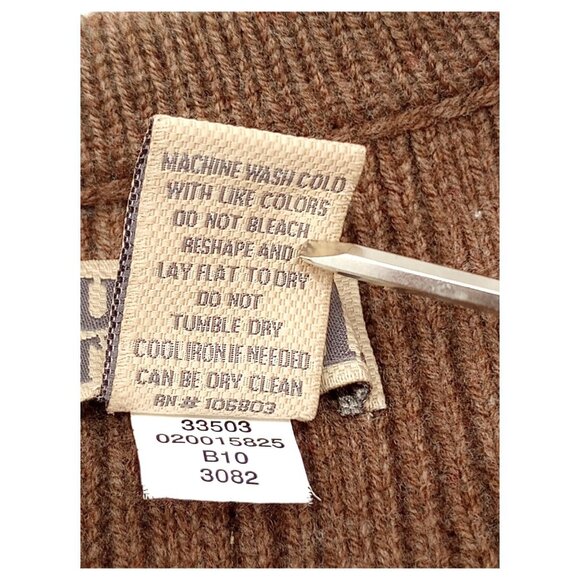 MACHINE WASH COLD
WITH LIKE COLORS
DO NOT BLEACH
RESHAPE AND
LAY FLAT TO DRY
DO NOT
TUMBLE DRY
COOL IRON IF NEEDED
CAN BE DRY CLEAN
RN # 106803
33503
020015825
B10
3082